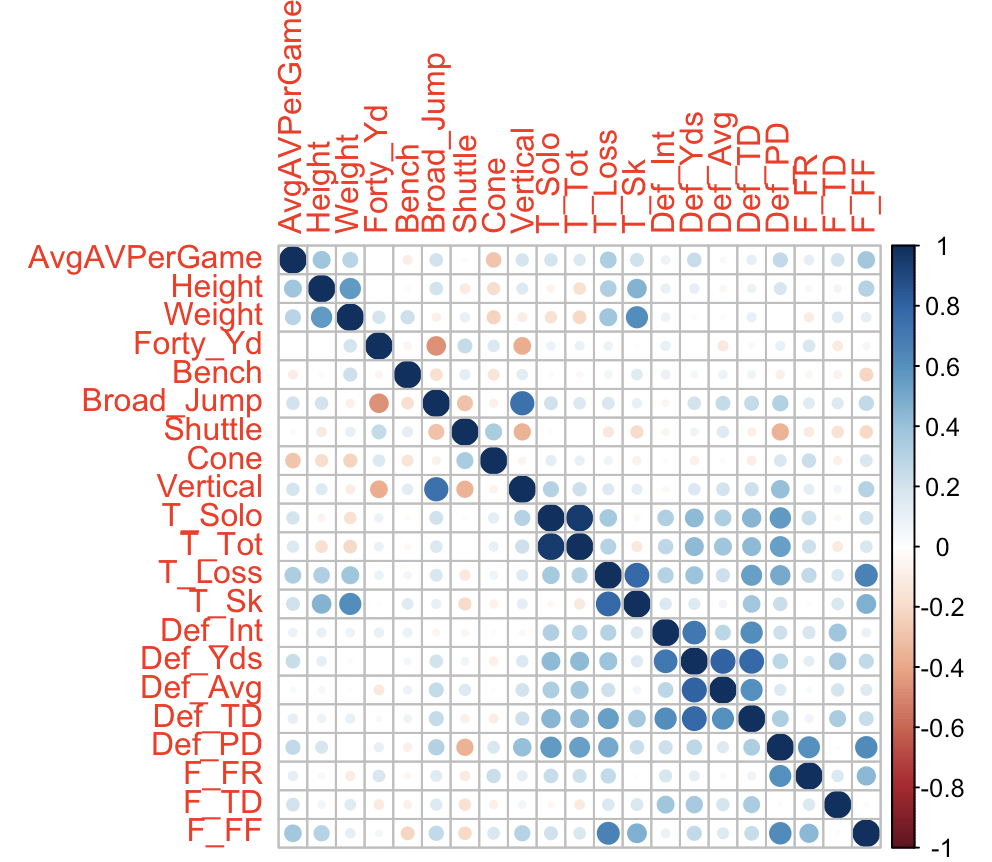 AvgAVPerGame
Height
Weight
Forty_Yd
Bench
Broad_Jump
Shuttle
Cone
Vertical
T_Solo
T_Tot
T_Loss
T_Sk
Def_Int
Def_Yds
Def_Avg
Def_TD
Def_PD
F_FR
F_TD
F_FF
AvgAVPerGame
Height
Weight
Forty_Yd
Bench
Broad_Jump
Shuttle
Cone
Vertical
T_Solo
T_Tot
T_Loss
T_Sk
Def_Int
Def_Yds
Def_Avg
Def_TD
Def_PD
F_FR
F_TD
F_FF
1
0.8
0.6
0.4
0.2
0
-0.2
-0.4
-0.6
-0.8
-1